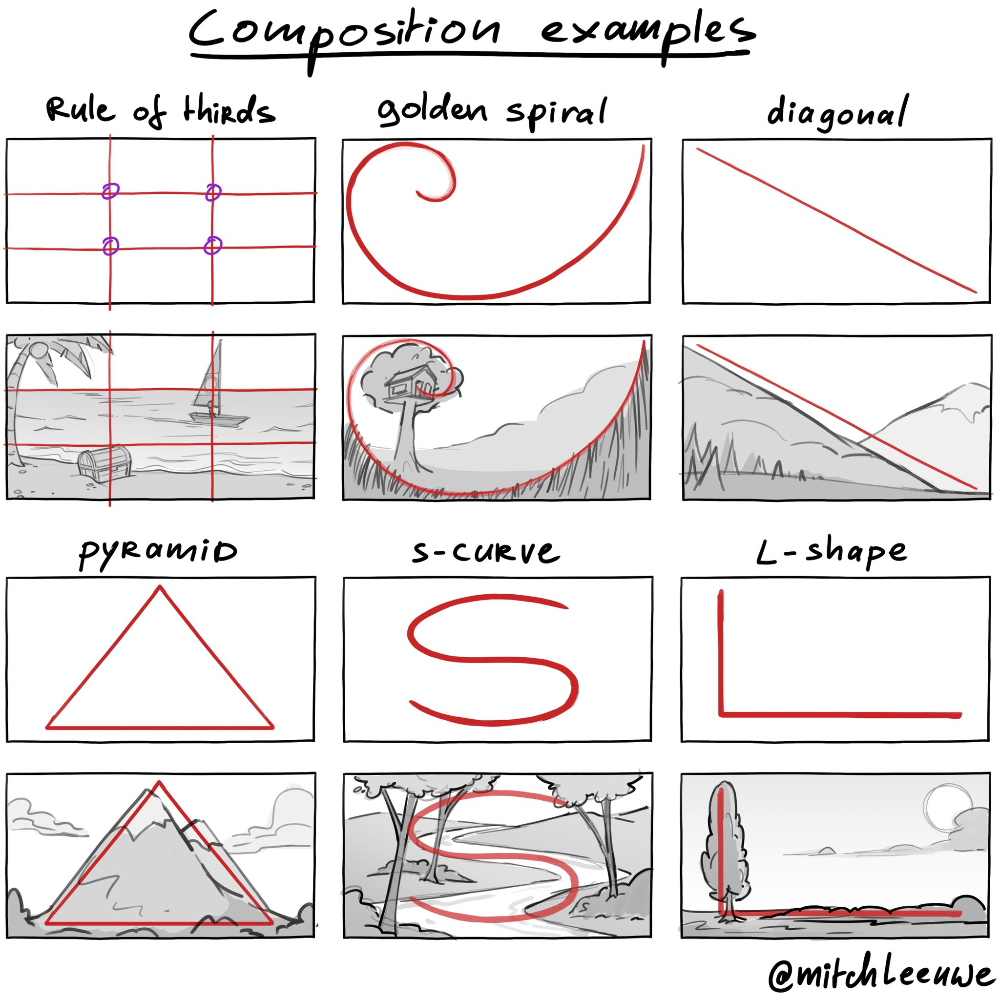 Composition examples
Rule of thirds
golden spiral
diagonal
pyramid
s-curve
L-shape
@mitchleeuwe